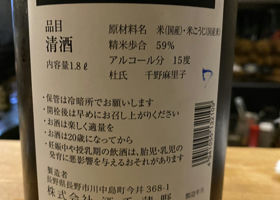 品目
清酒
内容量1.8ℓ
原材料名 米(国産)・米こうじ(国産米)
精米歩合 59%
アルコール分 15度
杜氏 千野麻里子
・保管は冷暗所でお願いします
・開栓後は早めにお召し上がりください
・お酒は楽しく適量を
・お酒は20歳になってから
・妊娠中や授乳期の飲酒は、胎児・乳児の
発育に悪影響を与えるおそれがあります
製造者
長野県長野市川中島町今井368-1
株式会社
製造年月